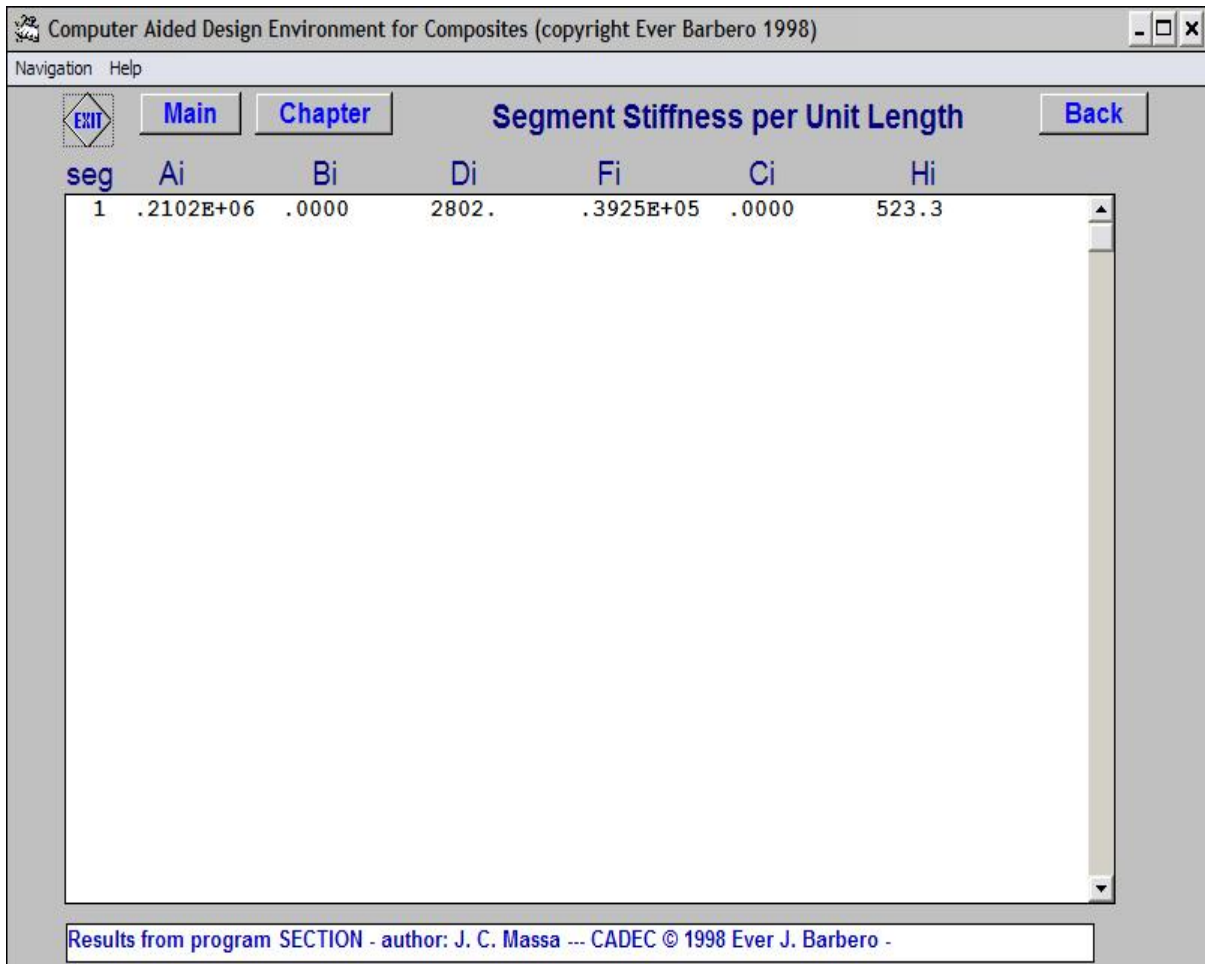 Computer Aided Design Environment for Composites (copyright Ever Barbero 1998)
Navigation Help
EXIT Main Chapter Segment Stiffness per Unit Length Back
seg Ai Bi Di Fi Ci Hi
1 .2102E+06 .0000 2802. .3925E+05 .0000 523.3
Results from program SECTION - author: J. C. Massa --- CADEC © 1998 Ever J. Barbero -